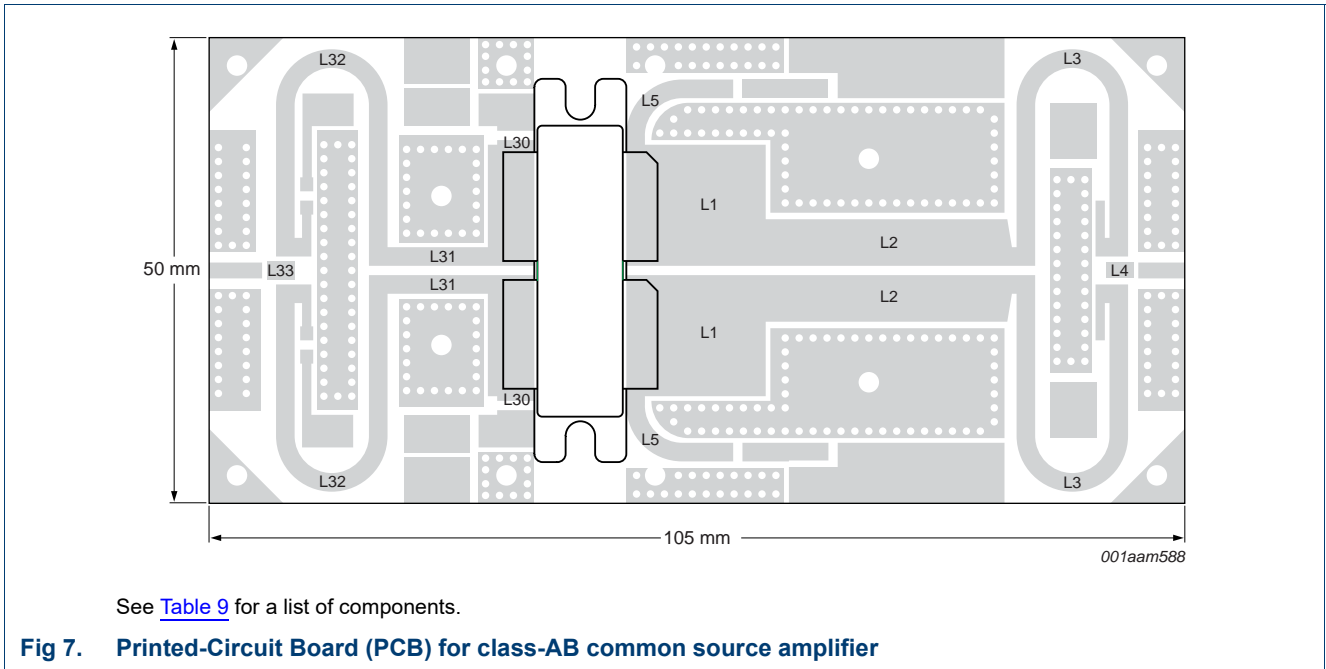 L32
L3
L5
L30
L1
L2
L31
50 mm
L33
L4
L31
L2
L1
L30
L5
L32
L3
105 mm
001aam588
See Table 9 for a list of components.
Fig 7. Printed-Circuit Board (PCB) for class-AB common source amplifier